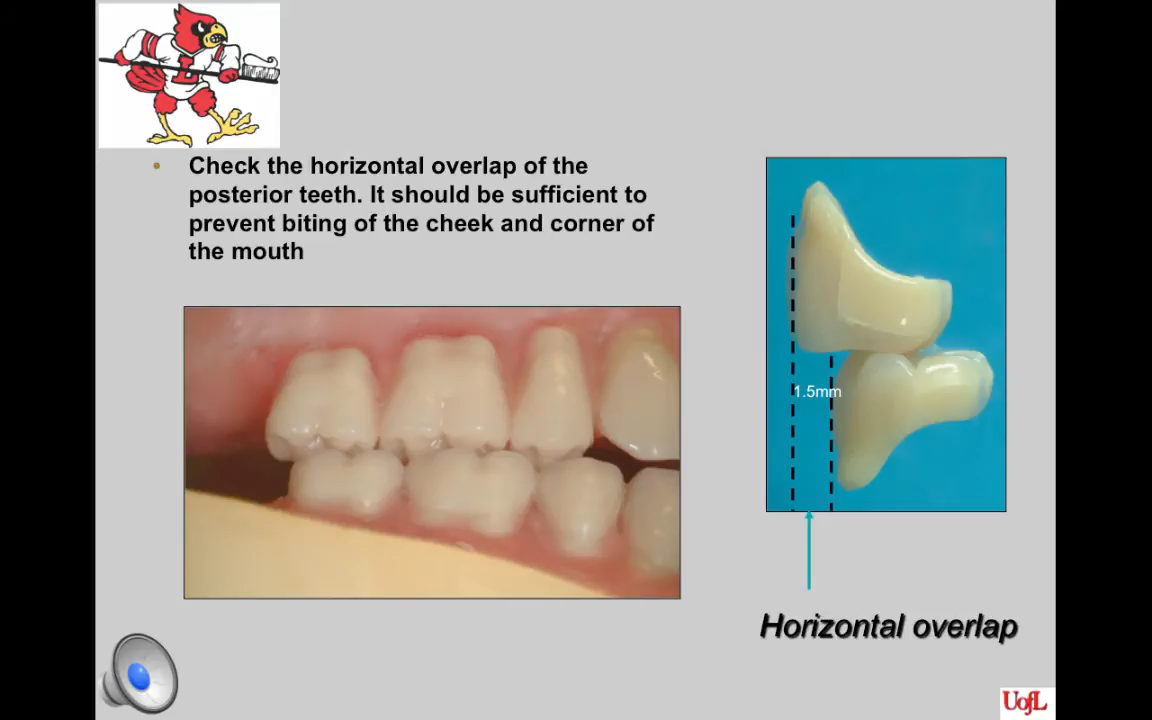 Check the horizontal overlap of the
posterior teeth. It should be sufficient to
prevent biting of the cheek and corner of
the mouth
1.5mm
Horizontal overlap
L
UofL